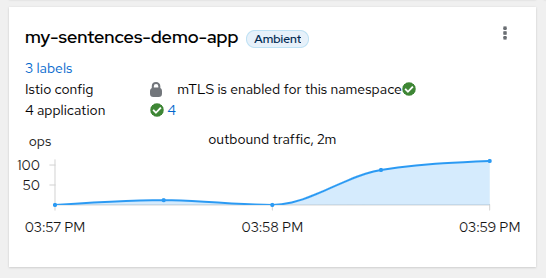 my-sentences-demo-app Ambient
3 labels
Istio config mTLS is enabled for this namespace
4 application 4
ops outbound traffic, 2m
100
50
03:57 PM 03:58 PM 03:59 PM